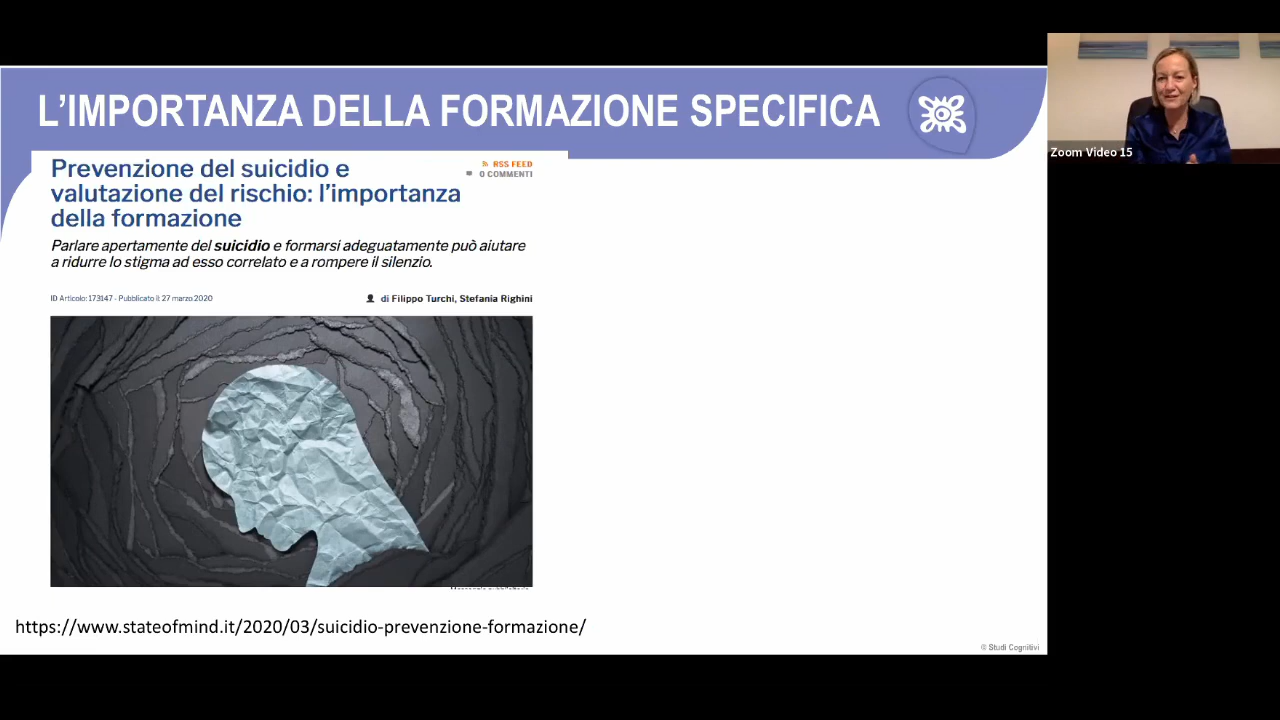 L'IMPORTANZA DELLA FORMAZIONE SPECIFICA
Prevenzione del suicidio e
valutazione del rischio: l'importanza
della formazione
RSS FEED
0 COMMENTI
Parlare apertamente del suicidio e formarsi adeguatamente può aiutare
a ridurre lo stigma ad esso correlato e a rompere il silenzio.
ID Articolo: 173147 - Pubblicato il: 27 marzo 2020
di Filippo Turchi, Stefania Righini
https://www.stateofmind.it/2020/03/suicidio-prevenzione-formazione/
© Studi Cognitivi
Zoom Video 15